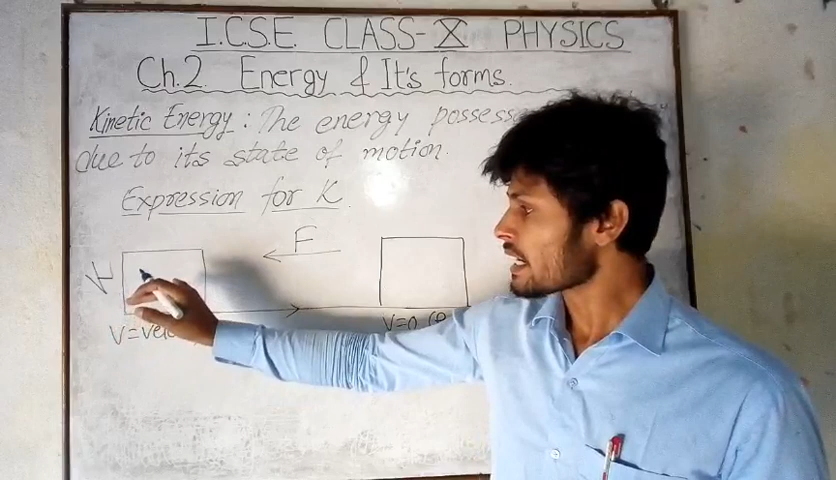 I.C.S.E. CLASS-X PHYSICS
Ch.2 Energy & It's forms.
Kinetic Energy: The energy
due to its state of motion.
Expression for K
F
K
V=0